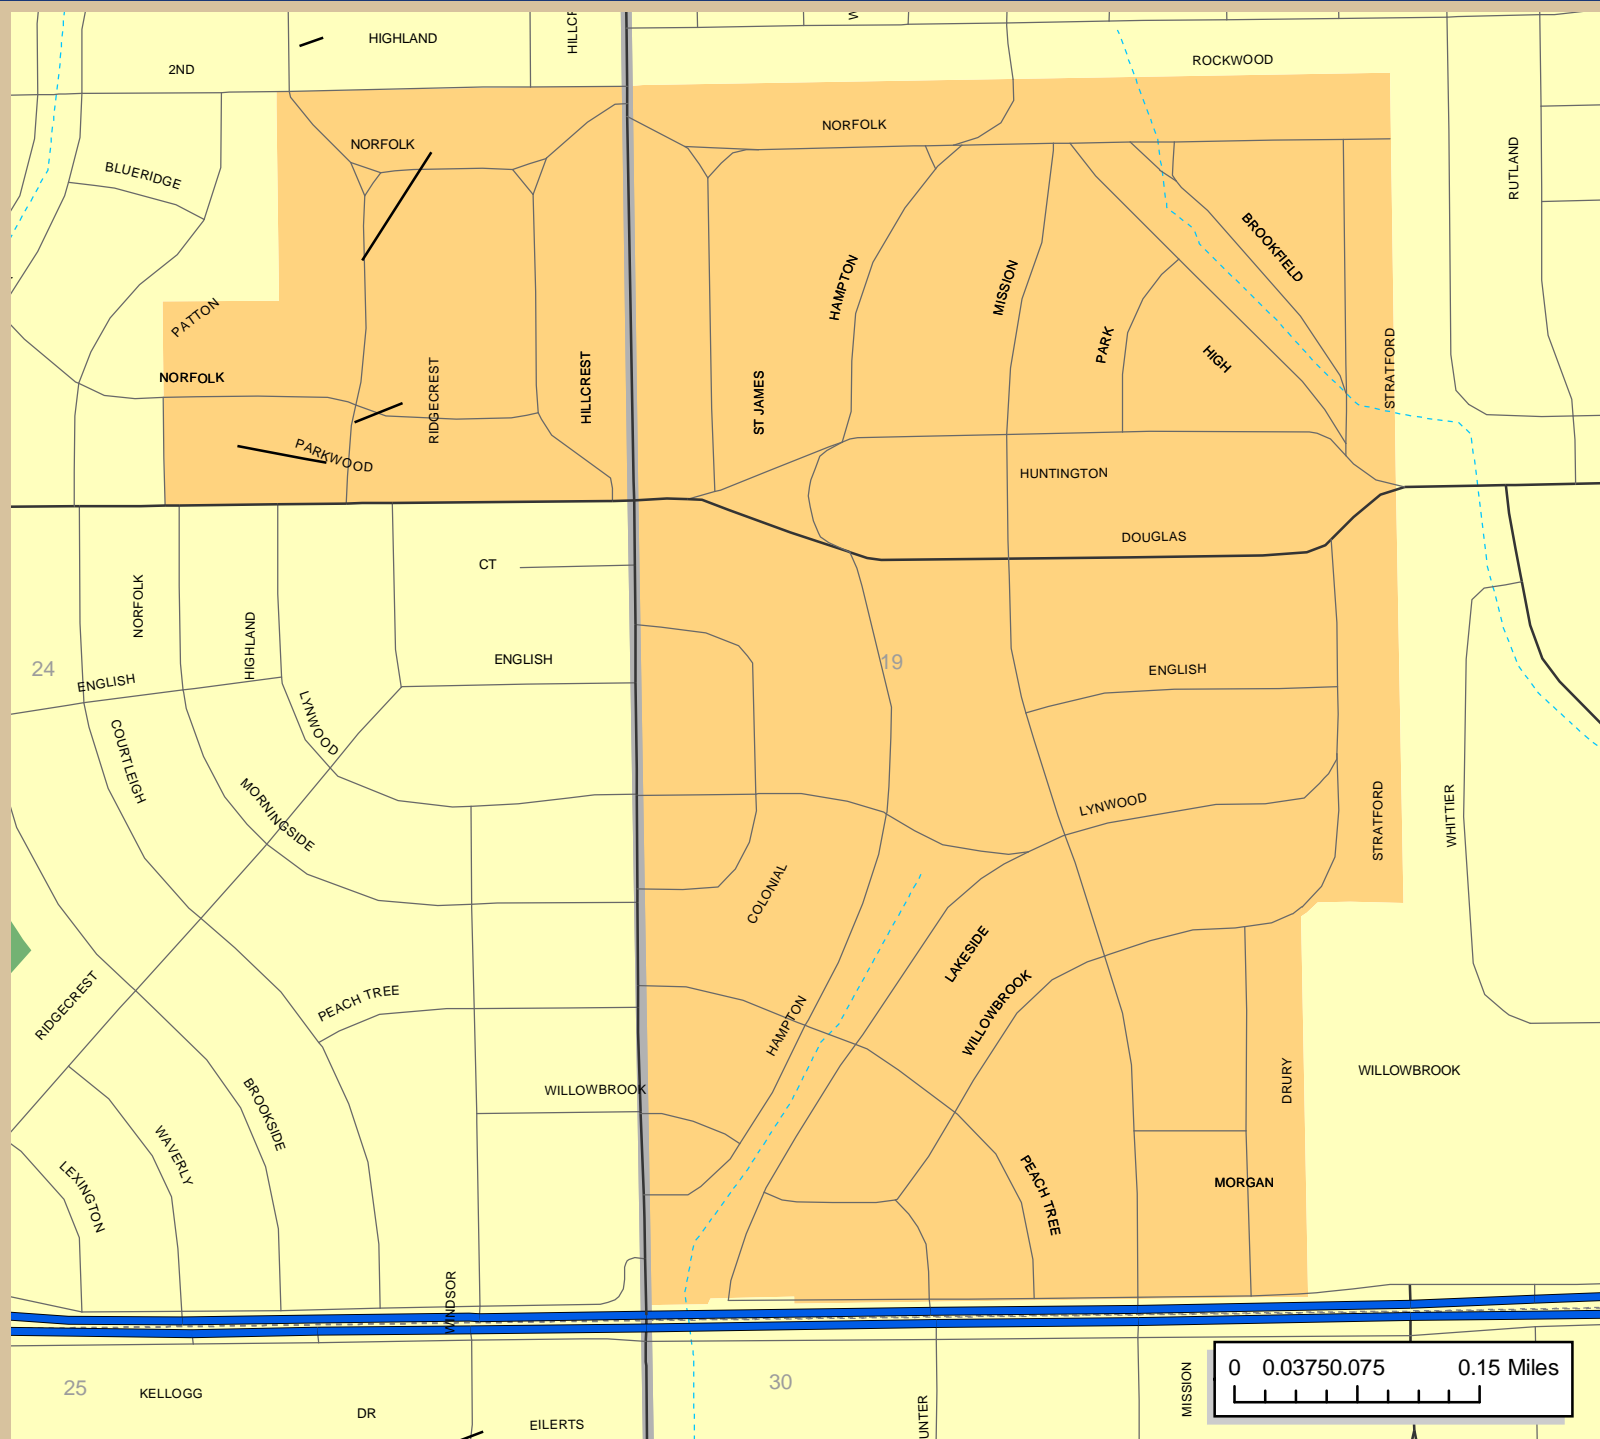 HIGHLAND
HILLCR
W
ROCKWOOD
2ND
NORFOLK
NORFOLK
BLUERIDGE
RUTLAND
BROOKFIELD
HAMPTON
MISSION
PATTON
PARK
HIGH
STRATFORD
NORFOLK
RIDGECREST
HILLCREST
ST JAMES
PARKWOOD
HUNTINGTON
DOUGLAS
CT
NORFOLK
HIGHLAND
24
ENGLISH
ENGLISH
19
ENGLISH
LYNWOOD
COURTLEIGH
MORNINGSIDE
LYNWOOD
STRATFORD
WHITTIER
COLONIAL
LAKESIDE
RIDGECREST
PEACH TREE
HAMPTON
WILLOWBROOK
WILLOWBROOK
DRURY
WILLOWBROOK
BROOKSIDE
WAVERLY
LEXINGTON
PEACH TREE
MORGAN
WINDSOR
25
KELLOGG
DR
EILERTS
30
UNTER
MISSION
0 0.03750.075 0.15 Miles